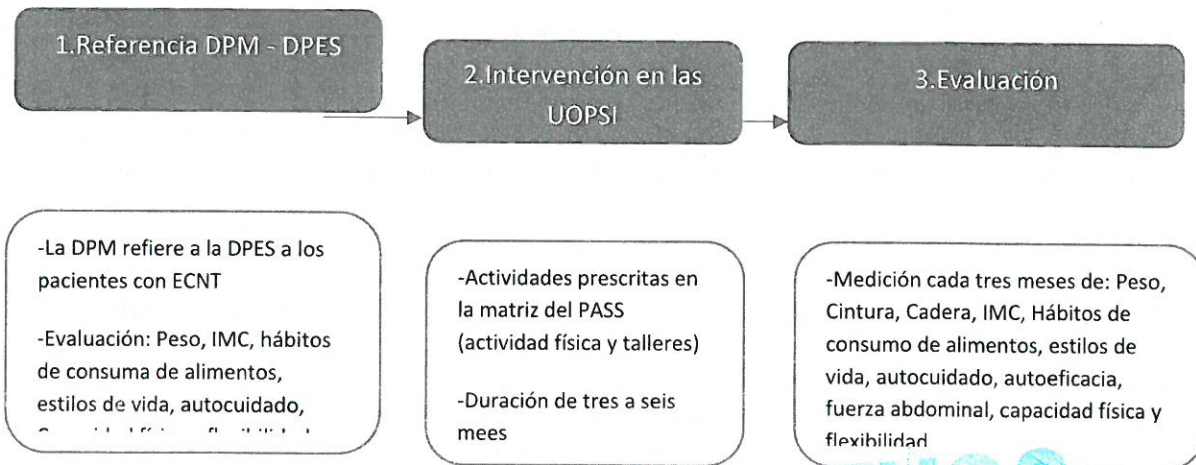 1.Referencia DPM - DPES
2.Intervención en las
UOPSI
3.Evaluación
-La DPM refiere a la DPES a los
pacientes con ECNT
-Evaluación: Peso, IMC, hábitos
de consuma de alimentos,
estilos de vida, autocuidado,
-Actividades prescritas en
la matriz del PASS
(actividad física y talleres)
-Duración de tres a seis
mees
-Medición cada tres meses de: Peso,
Cintura, Cadera, IMC, Hábitos de
consumo de alimentos, estilos de
vida, autocuidado, autoeficacia,
fuerza abdominal, capacidad física y
flexibilidad